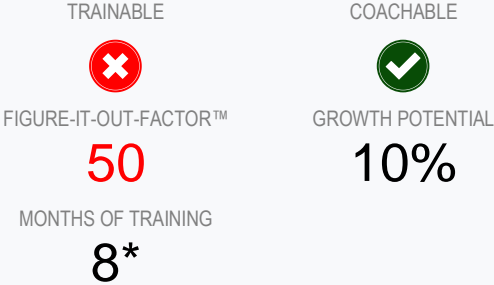 TRAINABLE
COACHABLE
FIGURE-IT-OUT-FACTOR™
GROWTH POTENTIAL
50
10%
MONTHS OF TRAINING
8*